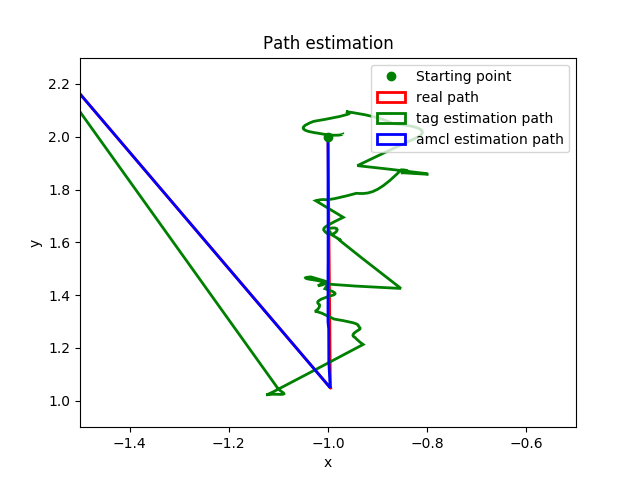 Path estimation
Starting point
real path
tag estimation path
amcl estimation path
2.2
2.0
1.8
1.6
1.4
1.2
1.0
y
−1.4
−1.2
−1.0
−0.8
−0.6
x